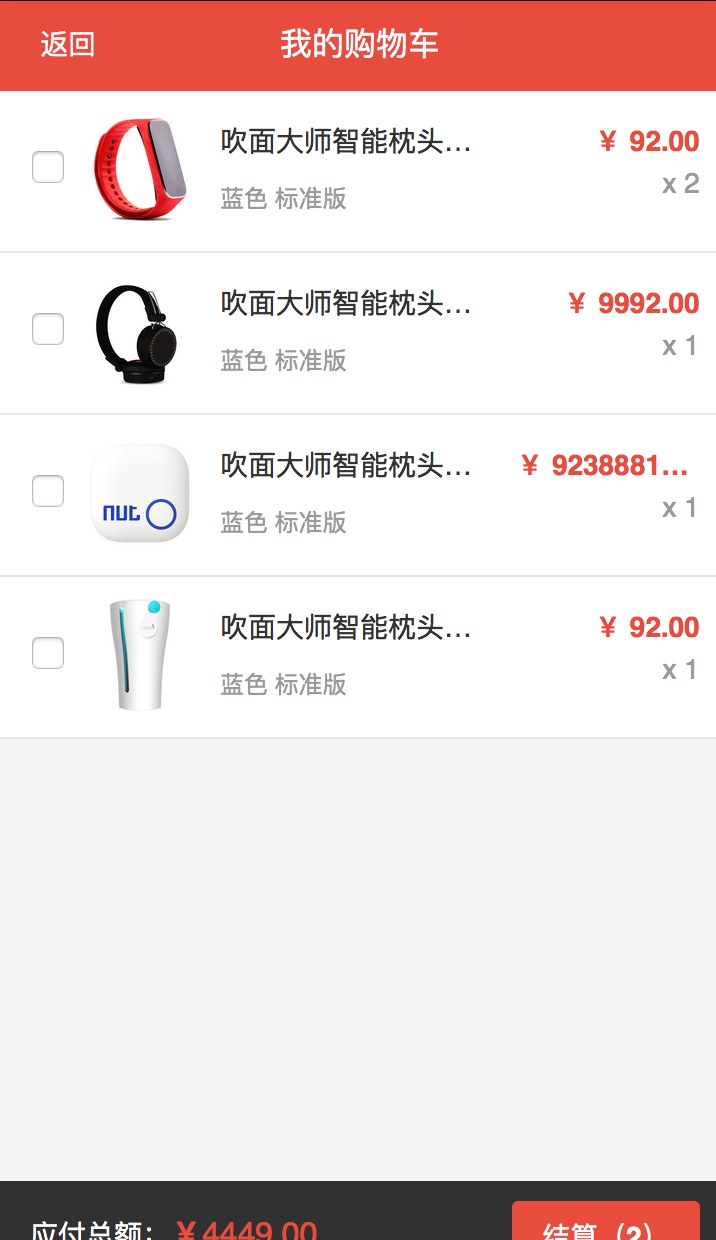 返回
我的购物车
吹面大师智能枕头... ¥ 92.00
蓝色 标准版 x 2
吹面大师智能枕头... ¥ 9992.00
蓝色 标准版 x 1
吹面大师智能枕头... ¥ 9238881...
nut
蓝色 标准版 x 1
吹面大师智能枕头... ¥ 92.00
蓝色 标准版 x 1
应付总额： ¥ 4449.00 结算（2）